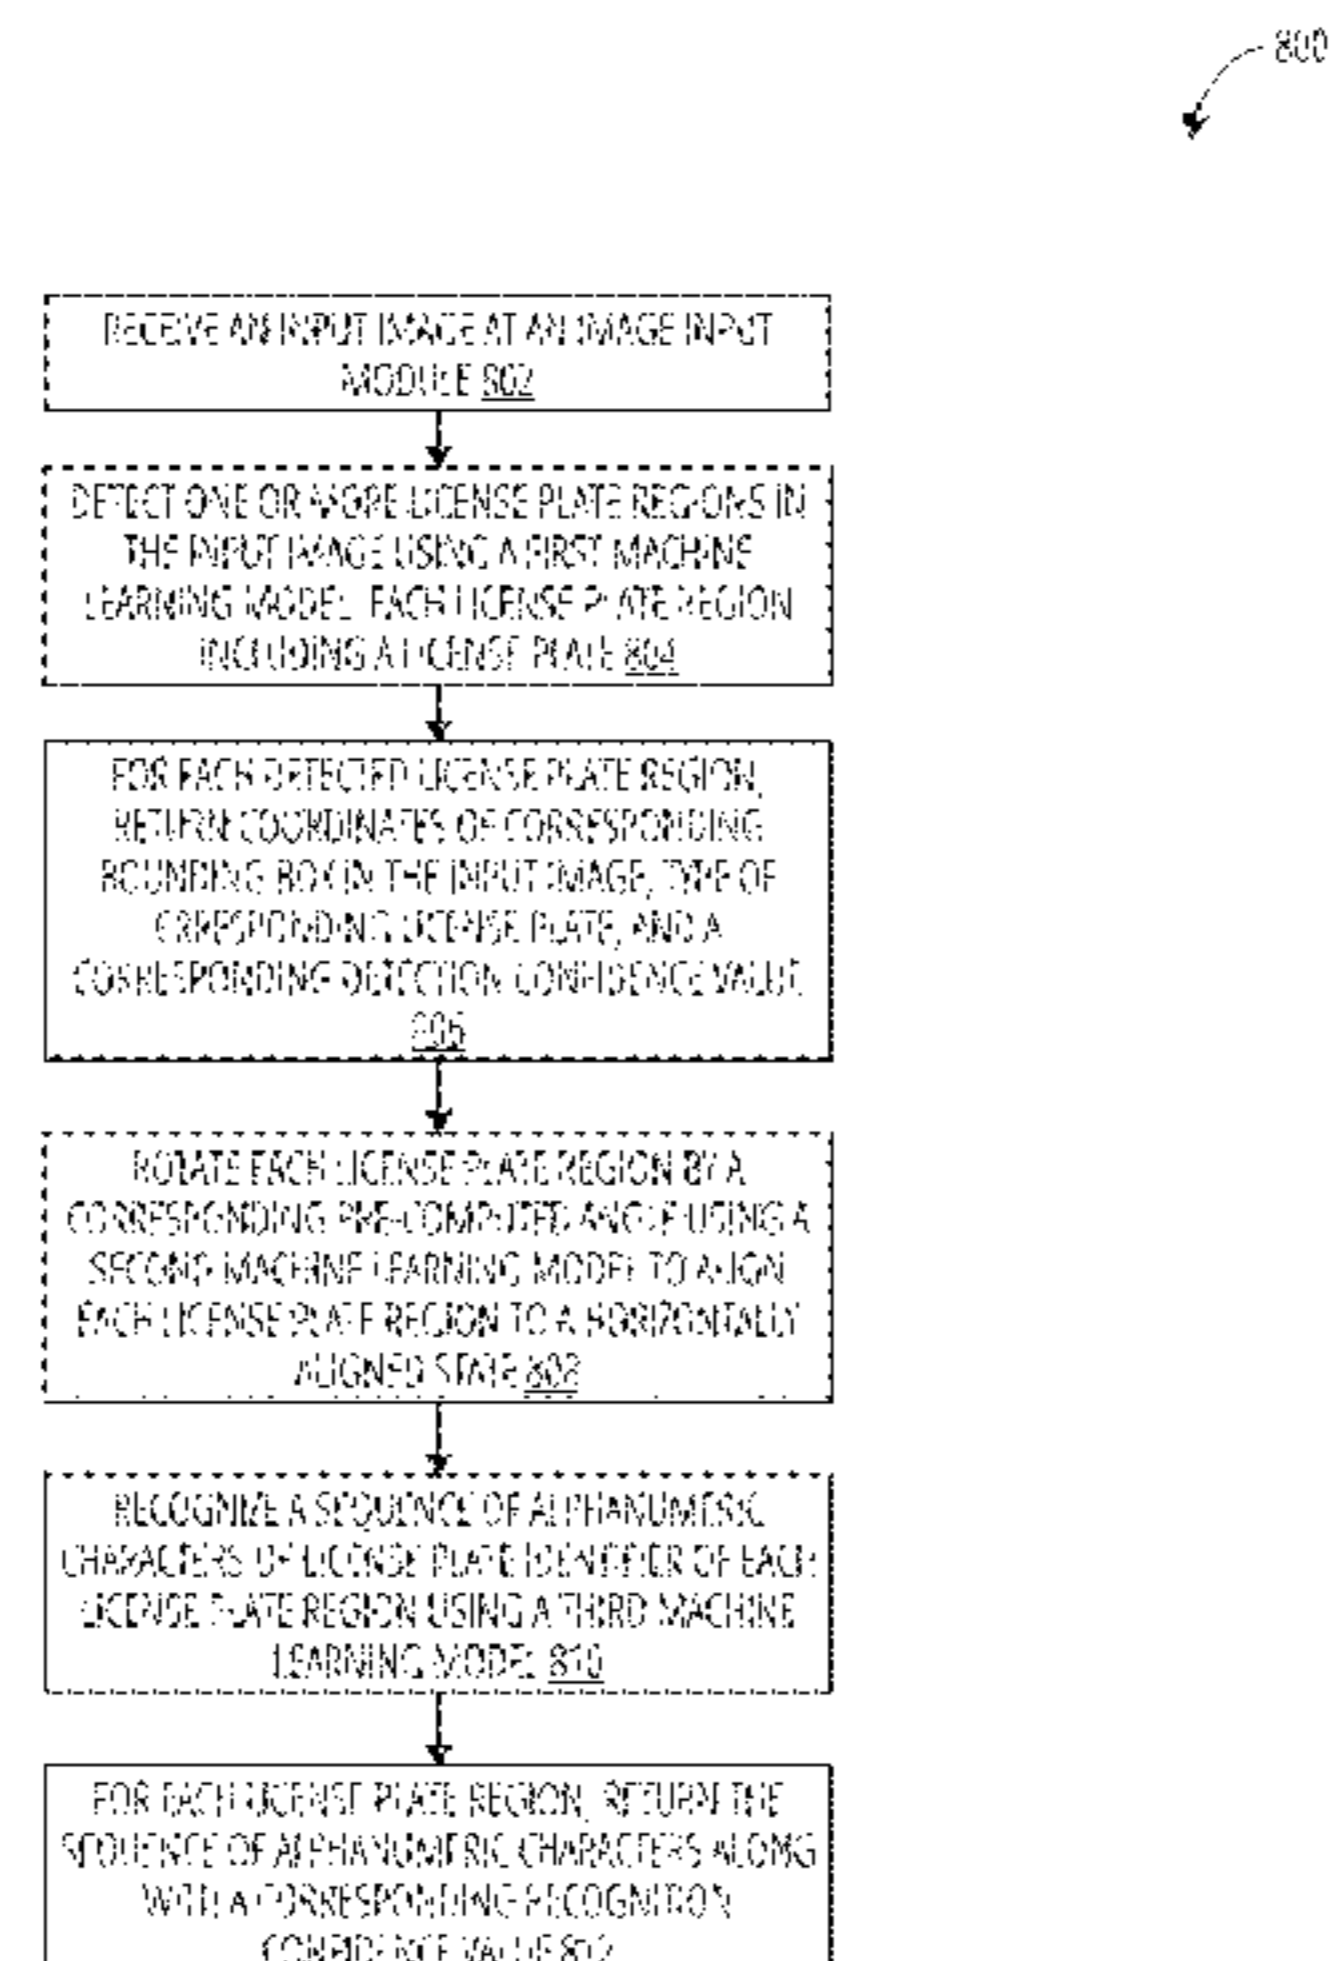 800
RECEIVE AN INPUT IMAGE AT AN IMAGE INPUT
MODULE 802
DETECT ONE OR MORE LICENSE PLATE REGIONS IN
THE INPUT IMAGE USING A FIRST MACHINE
LEARNING MODEL, EACH LICENSE PLATE REGION
INCLUDING A LICENSE PLATE 804
FOR EACH DETECTED LICENSE PLATE REGION,
RETURN COORDINATES OF CORRESPONDING
BOUNDING BOX IN THE INPUT IMAGE, TYPE OF
CRRESPONDING LICENSE PLATE, AND A
CORRESPONDING DETECTION CONFIDENCE VALUE
806
ROTATE EACH LICENSE PLATE REGION BY A
CORRESPONDING PRE-COMPUTED ANGLE USING A
SECOND MACHINE LEARNING MODEL TO ALIGN
EACH LICENSE PLATE REGION TO A HORIZONTALLY
ALIGNED STATE 808
RECOGNIZE A SEQUENCE OF ALPHANUMERIC
CHARACTERS OF LICENSE PLATE IDENTIFIER OF EACH
LICENSE PLATE REGION USING A THIRD MACHINE
LEARNING MODEL 810
FOR EACH LICENSE PLATE REGION, RETURN THE
SEQUENCE OF ALPHANUMERIC CHARACTERS ALONG
WITH A CORRESPONDING RECOGNITION
CONFIDENCE VALUE 812